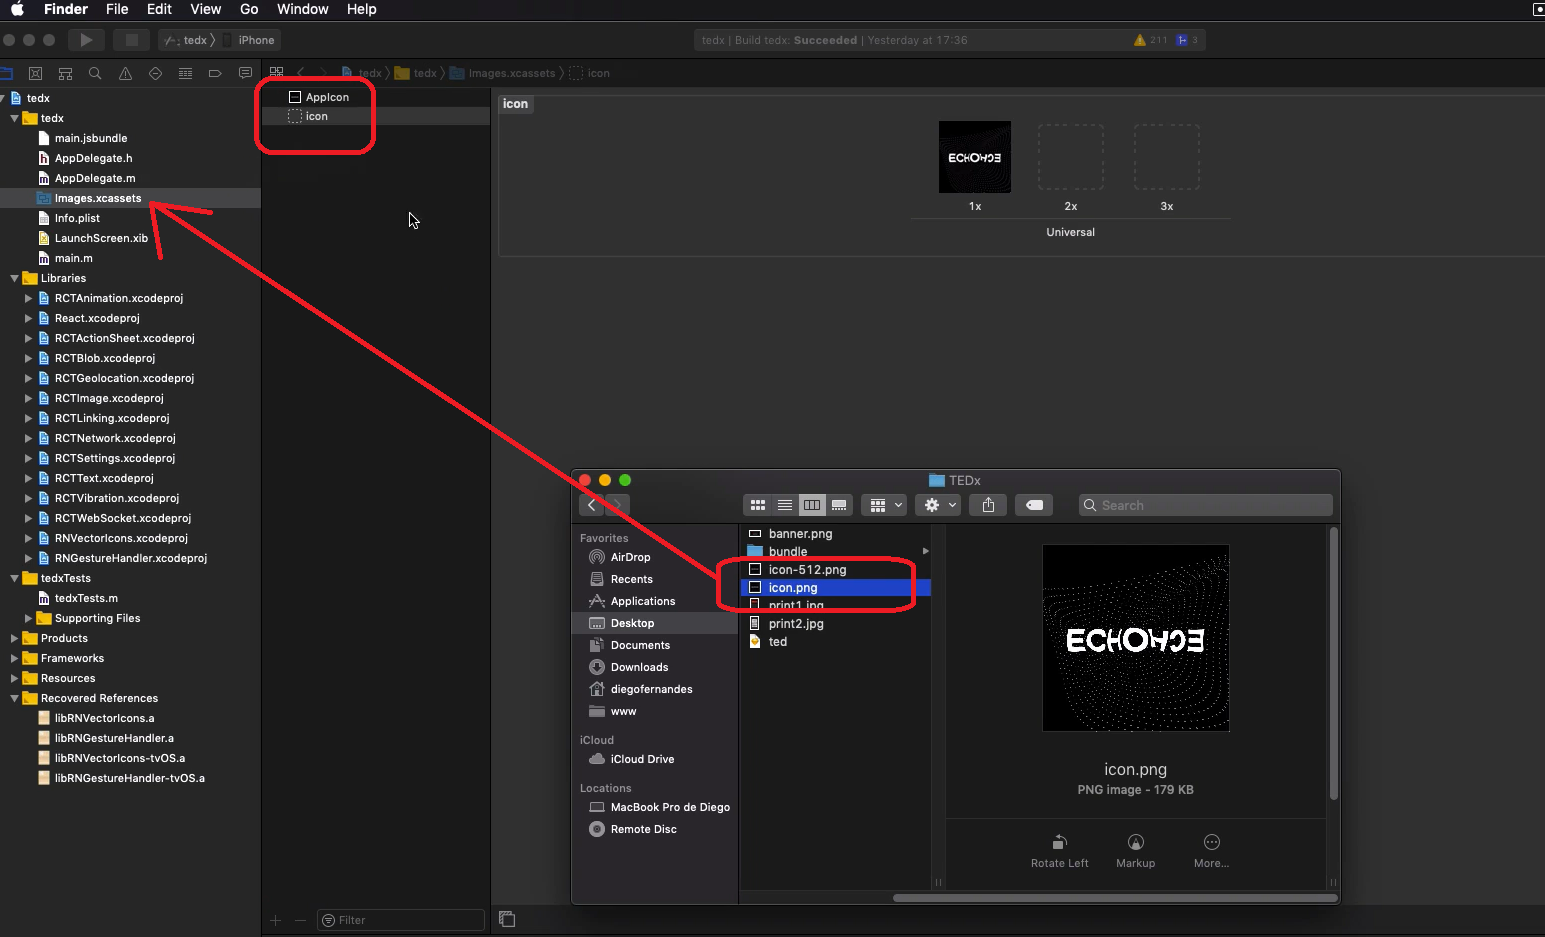 Finder File Edit View Go Window Help
tedx iPhone
tedx | Build tedx: Succeeded | Yesterday at 17:36
211 3
tedx tedx Images.xcassets icon
tedx
tedx
main.jsbundle
AppDelegate.h
AppDelegate.m
Images.xcassets
Info.plist
LaunchScreen.xib
main.m
Libraries
RCTAnimation.xcodeproj
React.xcodeproj
RCTActionSheet.xcodeproj
RCTBlob.xcodeproj
RCTGeolocation.xcodeproj
RCTImage.xcodeproj
RCTLinking.xcodeproj
RCTNetwork.xcodeproj
RCTSettings.xcodeproj
RCTText.xcodeproj
RCTVibration.xcodeproj
RCTWebSocket.xcodeproj
RNVectorIcons.xcodeproj
RNGestureHandler.xcodeproj
tedxTests
tedxTests.m
Supporting Files
Products
Frameworks
Resources
Recovered References
libRNVectorIcons.a
libRNGestureHandler.a
libRNVectorIcons-tvOS.a
libRNGestureHandler-tvOS.a
AppIcon
icon
Filter
icon
1x 2x 3x
Universal
TEDx
Search
Favorites
AirDrop
Recents
Applications
Desktop
Documents
Downloads
diegofernandes
www
iCloud
iCloud Drive
Locations
MacBook Pro de Diego
Remote Disc
banner.png
bundle
icon-512.png
icon.png
print1.jpg
print2.jpg
ted
icon.png
PNG image - 179 KB
Rotate Left Markup More...